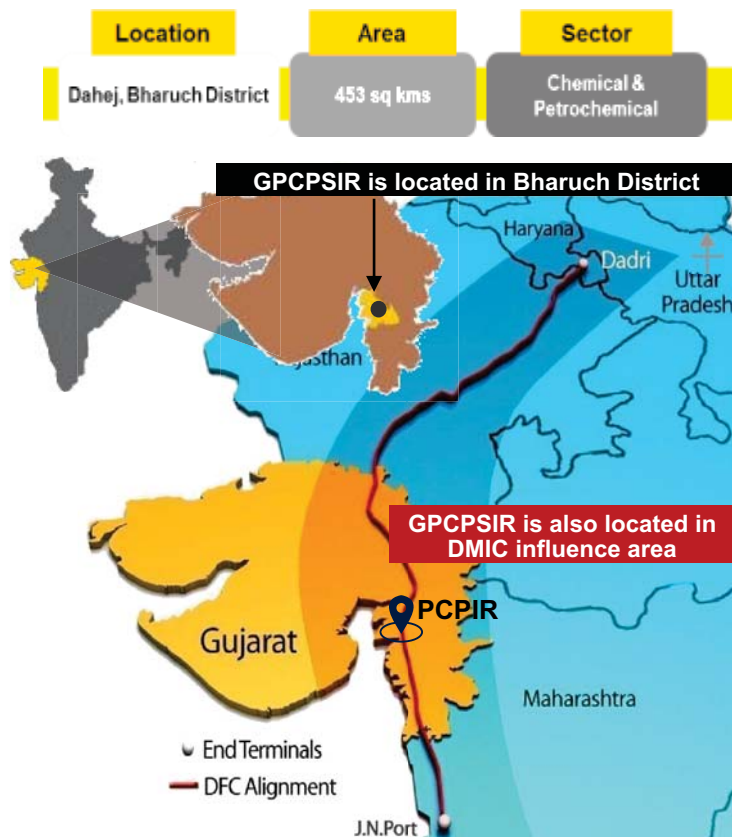 Location
Area
Sector
Dahej, Bharuch District
453 sq kms
Chemical &
Petrochemical
GPCPSIR is located in Bharuch District
Haryana
Dadri
Uttar
Pradesh
GPCPSIR is also located in
DMIC influence area
PCPIR
Gujarat
Maharashtra
End Terminals
DFC Alignment
J.N.Port